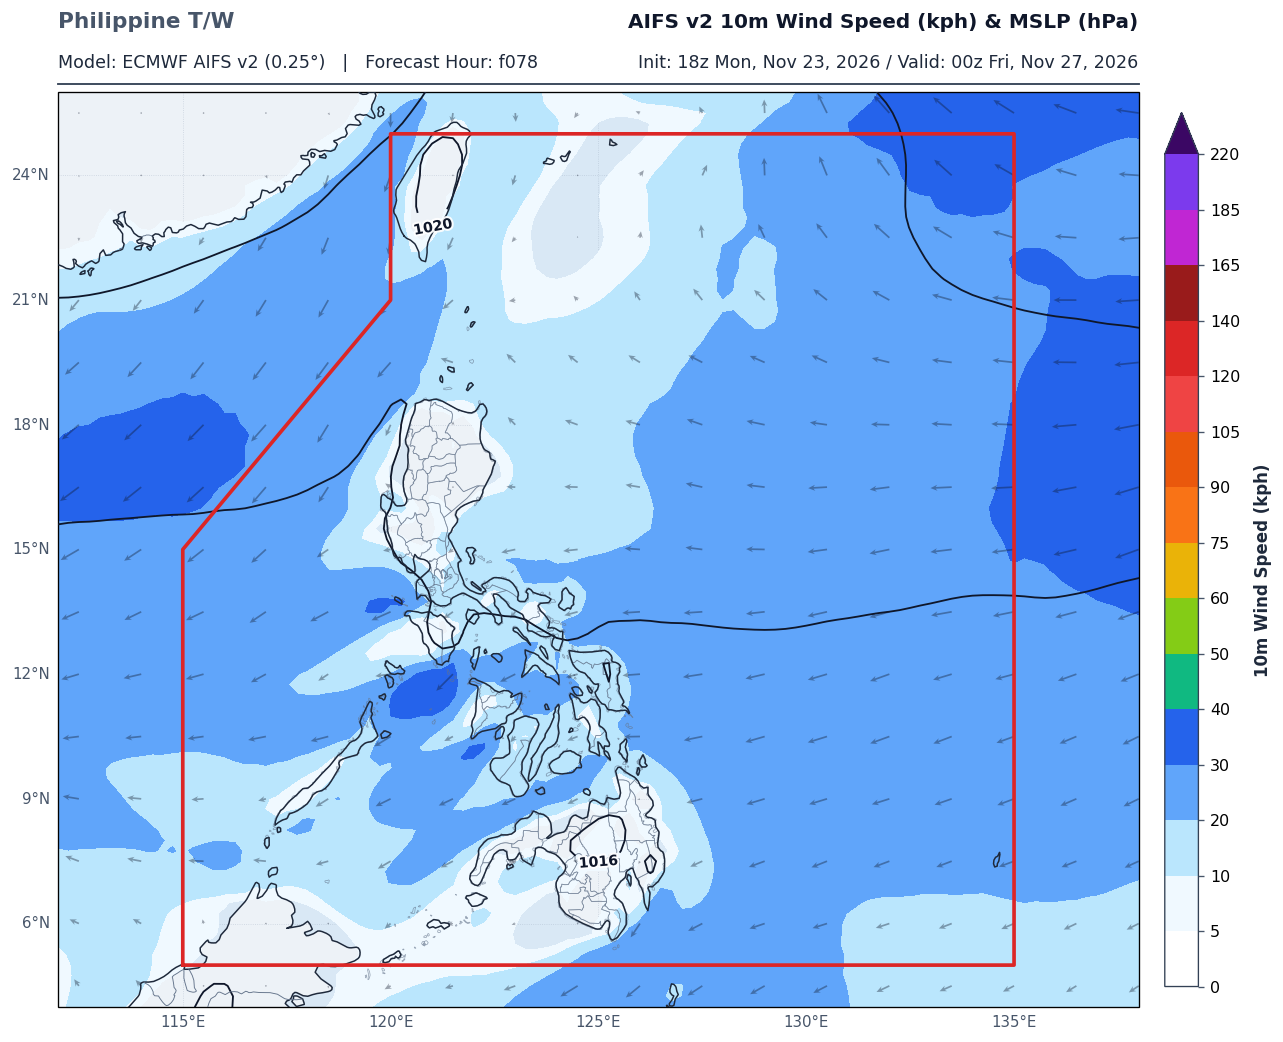 Philippine T/W
AIFS v2 10m Wind Speed (kph) & MSLP (hPa)
Model: ECMWF AIFS v2 (0.25°) | Forecast Hour: f078
Init: 18z Mon, Nov 23, 2026 / Valid: 00z Fri, Nov 27, 2026
24°N
21°N
18°N
15°N
12°N
9°N
6°N
1020
1016
115°E
120°E
125°E
130°E
135°E
220
185
165
140
120
105
90
75
60
50
40
30
20
10
5
0
10m Wind Speed (kph)